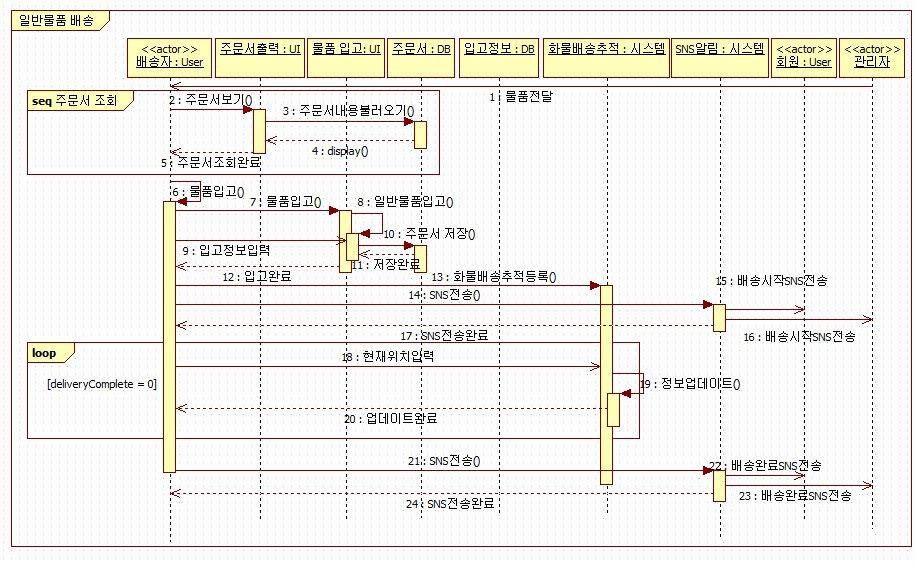 일반물품 배송
<<actor>>
배송자 : User
주문서출력 : UI
물품 입고 : UI
주문서 : DB
입고정보 : DB
화물배송추적 : 시스템
SNS알림 : 시스템
<<actor>>
회원 : User
<<actor>>
관리자
1 : 물품전달
seq 주문서 조회
2 : 주문서보기()
3 : 주문서내용불러오기()
4 : display()
5 : 주문서조회완료
6 : 물품입고()
7 : 물품입고()
8 : 일반물품입고()
9 : 입고정보입력
10 : 주문서 저장()
11 : 저장완료
12 : 입고완료
13 : 화물배송추적등록()
14 : SNS전송()
15 : 배송시작SNS전송
16 : 배송시작SNS전송
17 : SNS전송완료
loop
[deliveryComplete = 0]
18 : 현재위치입력
19 : 정보업데이트()
20 : 업데이트완료
21 : SNS전송()
22 : 배송완료SNS전송
23 : 배송완료SNS전송
24 : SNS전송완료